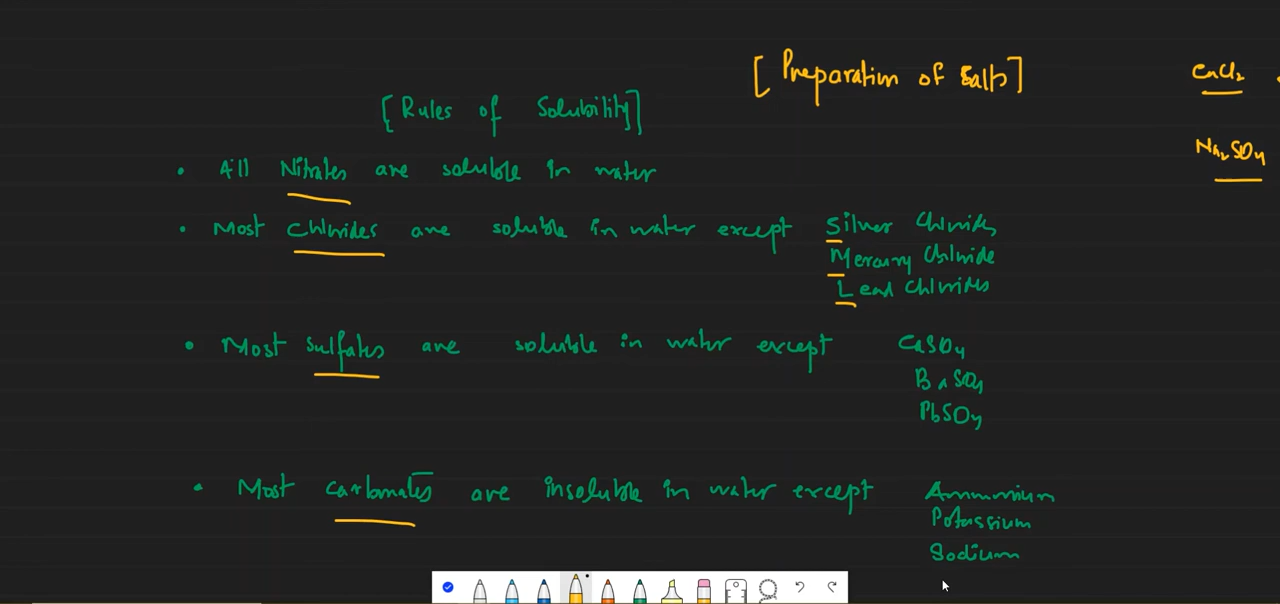 [Preparation of Salts]
CaCl₂
[Rules of Solubility]
Na₂SO₄
• All Nitrates are soluble in water
• Most Chlorides are soluble in water except Silver Chlorides
Mercury Chloride
Lead Chlorides
• Most Sulfates are soluble in water except CaSO₄
BaSO₄
PbSO₄
• Most Carbonates are insoluble in water except Ammonium
Potassium
Sodium